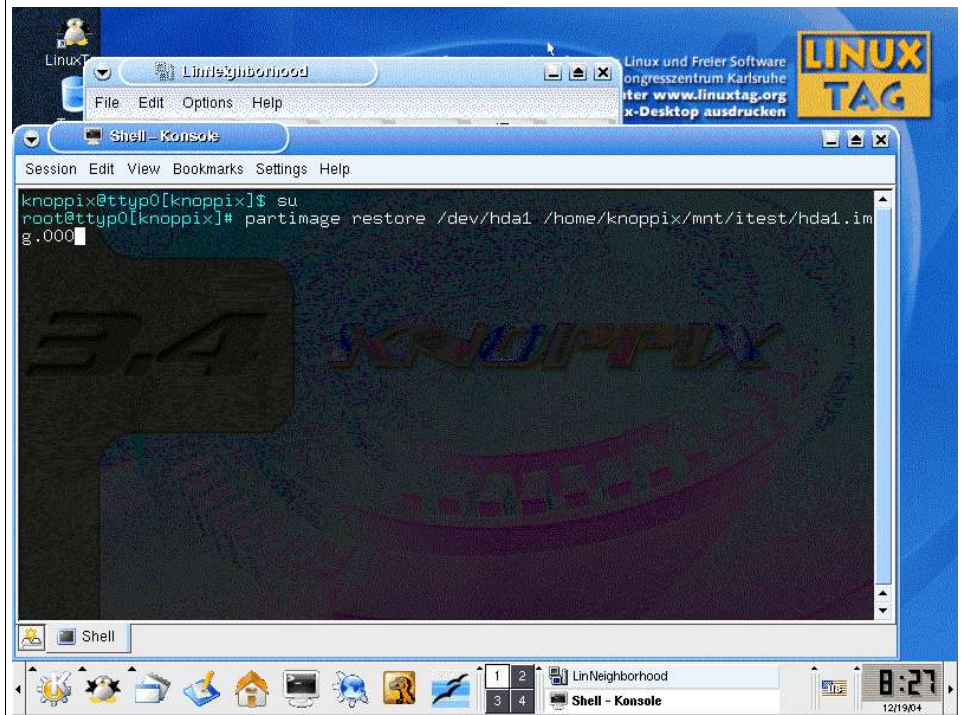 LinuxT
LinNeighborhood
File Edit Options Help
Linux und Freier Software
ongresszentrum Karlsruhe
ter www.linuxtag.org
x-Desktop ausdrucken
LINUX
TAG
Shell – Konsole
Session Edit View Bookmarks Settings Help
knoppix@ttyp0[knoppix]$ su
root@ttyp0[knoppix]# partimage restore /dev/hda1 /home/knoppix/mnt/itest/hda1.im
g.000
3.4 KNOPPIX
Shell
1 2
3 4
LinNeighborhood
Shell - Konsole
8:27
12/19/04